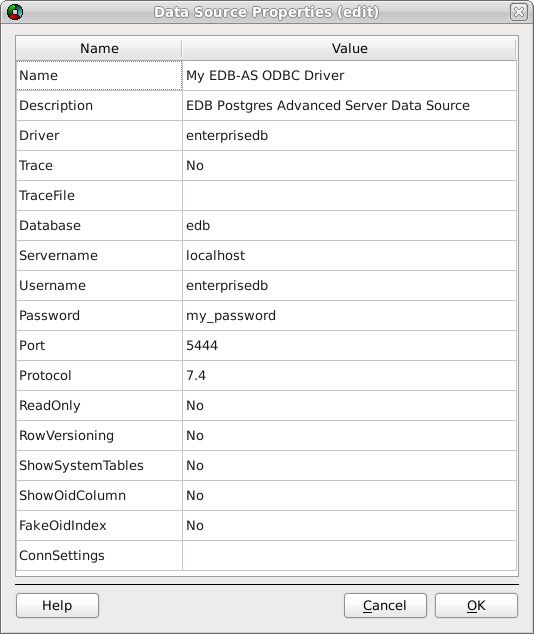 Data Source Properties (edit)
Name Value
Name My EDB-AS ODBC Driver
Description EDB Postgres Advanced Server Data Source
Driver enterprisedb
Trace No
TraceFile
Database edb
Servername localhost
Username enterprisedb
Password my_password
Port 5444
Protocol 7.4
ReadOnly No
RowVersioning No
ShowSystemTables No
ShowOidColumn No
FakeOidIndex No
ConnSettings
Help Cancel OK